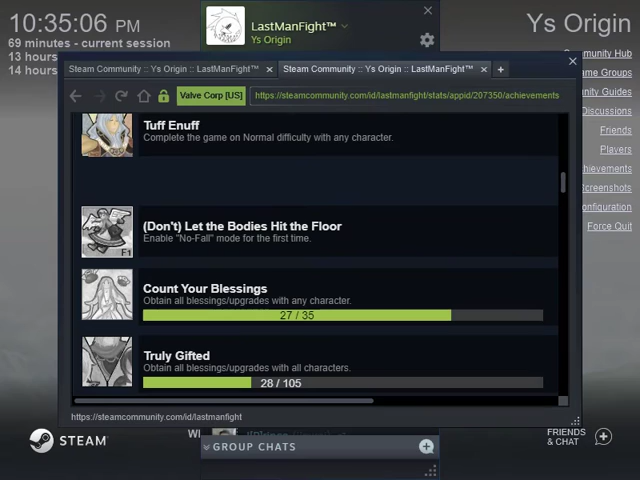 10:35:06 PM
69 minutes - current session
13 hours
14 hours
LastManFight™
Ys Origin
Ys Origin
Steam Community :: Ys Origin :: LastManFight™ ×
Steam Community :: Ys Origin :: LastManFight™ ×
+
Valve Corp [US]
https://steamcommunity.com/id/lastmanfight/stats/appid/207350/achievements
Hub
me Groups
nity Guides
Discussions
Friends
Players
hievements
Screenshots
onfiguration
Force Quit
Tuff Enuff
Complete the game on Normal difficulty with any character.
F1
(Don't) Let the Bodies Hit the Floor
Enable "No-Fall" mode for the first time.
Count Your Blessings
Obtain all blessings/upgrades with any character.
27 / 35
Truly Gifted
Obtain all blessings/upgrades with all characters.
28 / 105
https://steamcommunity.com/id/lastmanfight
STEAM
GROUP CHATS
FRIENDS
& CHAT